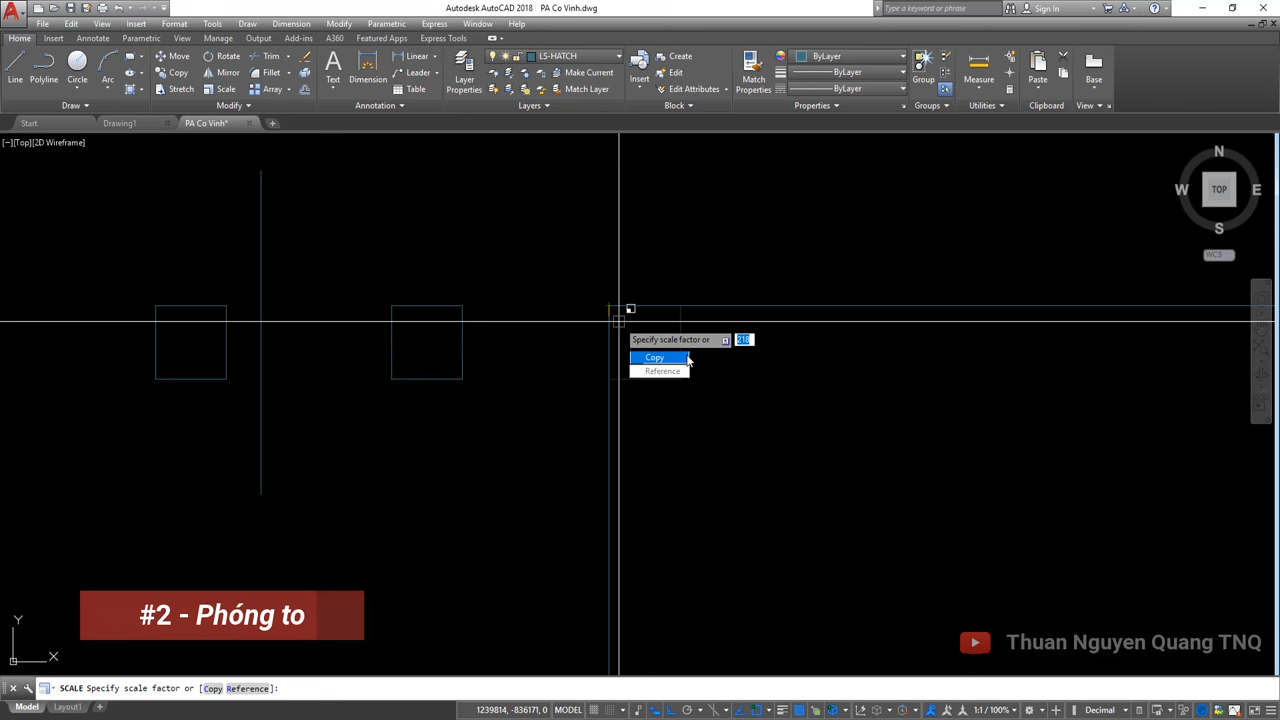 Autodesk AutoCAD 2018 PA Co Vinh.dwg
Type a keyword or phrase
Sign In
File Edit View Insert Format Tools Draw Dimension Modify Parametric Express Window Help
Home Insert Annotate Parametric View Manage Output Add-ins A360 Featured Apps Express Tools
Move Rotate Trim Linear LS-HATCH Create ByLayer
Copy Mirror Fillet Leader Make Current Edit ByLayer
Stretch Scale Array Table Match Layer Edit Attributes ByLayer
Line Polyline Circle Arc Text Dimension Layer Properties Insert Match Properties Group Measure Paste Base
Draw Modify Annotation Layers Block Properties Groups Utilities Clipboard View
Start Drawing1 PA Co Vinh*
[−][Top][2D Wireframe]
N
W TOP E
S
WCS
Specify scale factor or 218
Copy
Reference
#2 - Phóng to
Thuan Nguyen Quang TNQ
Y
X
SCALE Specify scale factor or [Copy Reference]:
Model Layout1
1239814, -836171, 0 MODEL 1:1 / 100% Decimal